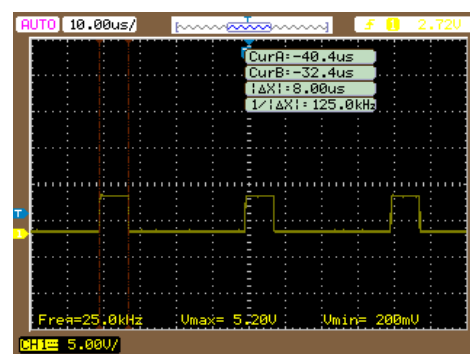 AUTO 10.00us/ T 1 2.72V
CurA=-40.4us
CurB=-32.4us
|ΔX|=8.00us
1/|ΔX|=125.0kHz
T
1
Freq=25.0kHz Vmax= 5.20V Vmin= 200mV
CH1 5.00V/